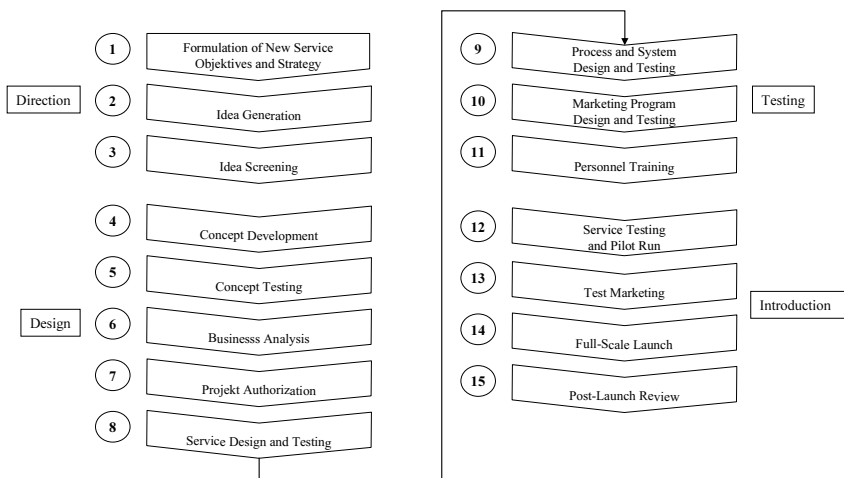 Direction
1
Formulation of New Service
Objektives and Strategy
2
Idea Generation
3
Idea Screening
Design
4
Concept Development
5
Concept Testing
6
Businesss Analysis
7
Projekt Authorization
8
Service Design and Testing
9
Process and System
Design and Testing
Testing
10
Marketing Program
Design and Testing
11
Personnel Training
12
Service Testing
and Pilot Run
Introduction
13
Test Marketing
14
Full-Scale Launch
15
Post-Launch Review